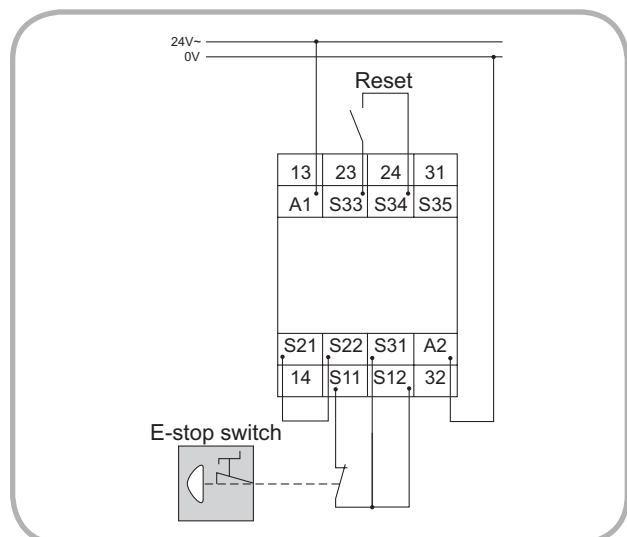 24V~
0V
Reset
13 23 24 31
A1 S33 S34 S35
S21 S22 S31 A2
14 S11 S12 32
E-stop switch